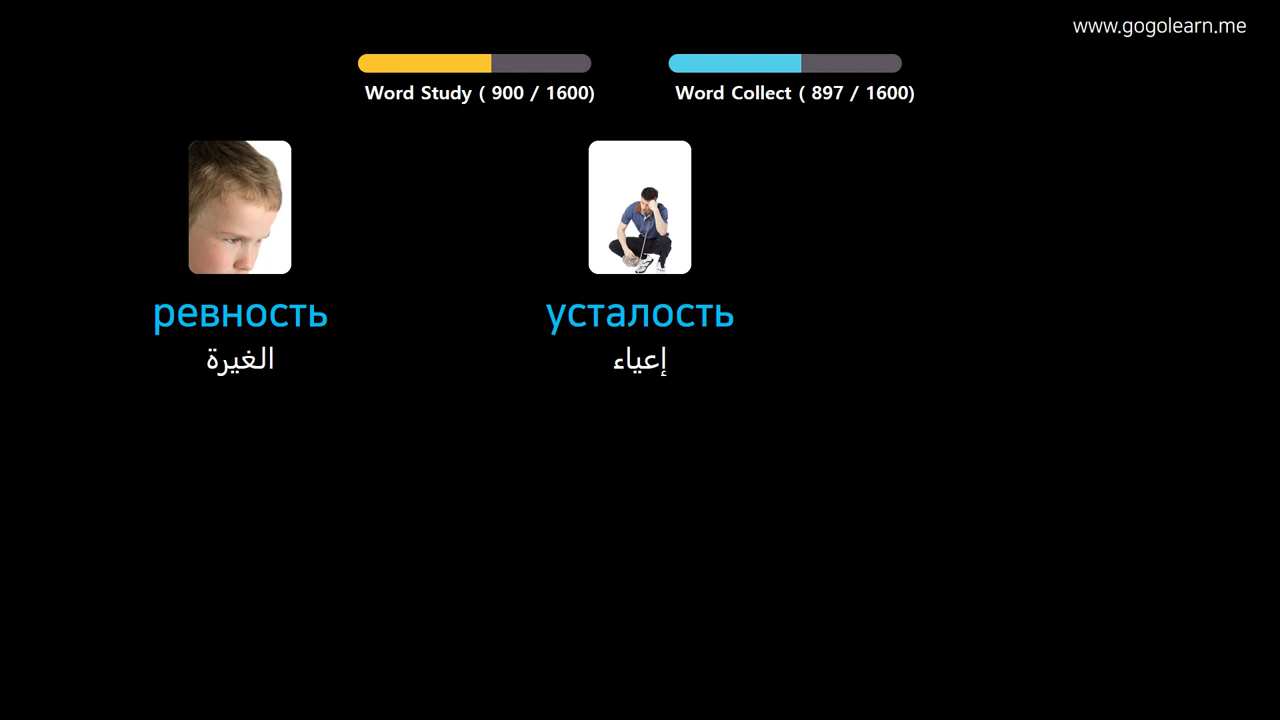 www.gogolearn.me
Word Study ( 900 / 1600)
Word Collect ( 897 / 1600)
ревность
усталость
الغيرة
إعياء